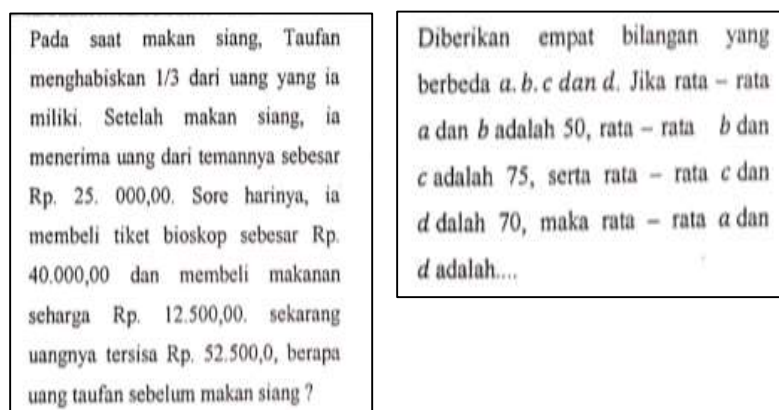 Pada saat makan siang, Taufan
menghabiskan 1/3 dari uang yang ia
miliki. Setelah makan siang, ia
menerima uang dari temannya sebesar
Rp. 25. 000,00. Sore harinya, ia
membeli tiket bioskop sebesar Rp.
40.000,00 dan membeli makanan
seharga Rp. 12.500,00. sekarang
uangnya tersisa Rp. 52.500,0, berapa
uang taufan sebelum makan siang ?
Diberikan empat bilangan yang
berbeda a. b. c dan d. Jika rata – rata
a dan b adalah 50, rata – rata b dan
c adalah 75, serta rata – rata c dan
d dalah 70, maka rata – rata a dan
d adalah....